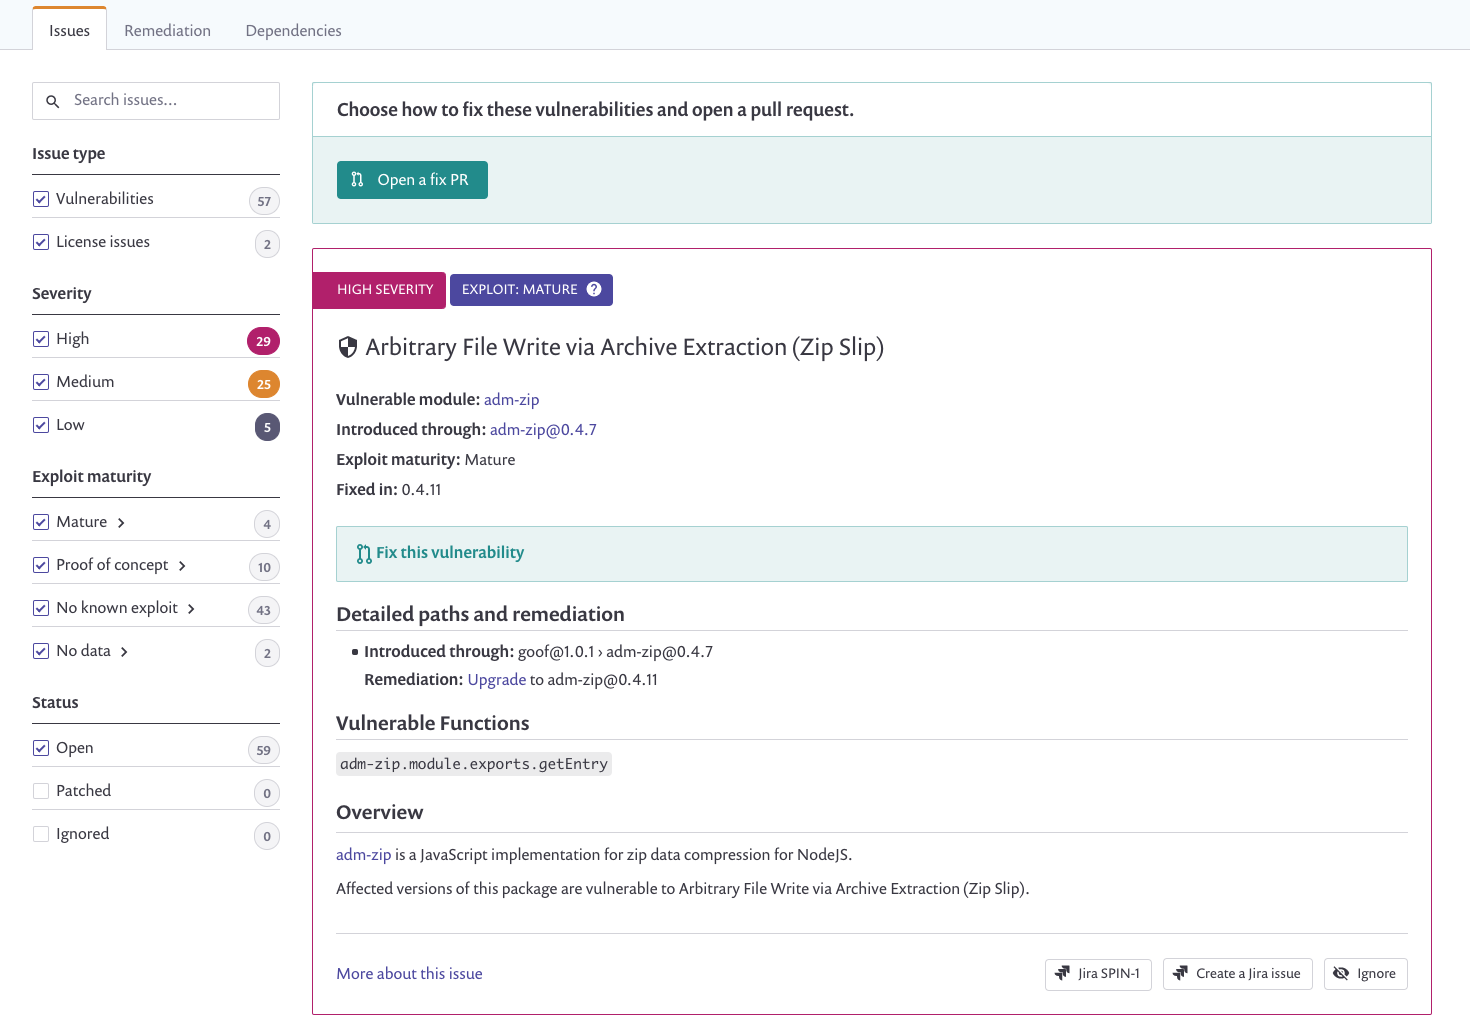 Issues Remediation Dependencies
Search issues...
Issue type
Vulnerabilities 57
License issues 2
Severity
High 29
Medium 25
Low 5
Exploit maturity
Mature 4
Proof of concept 10
No known exploit 43
No data 2
Status
Open 59
Patched 0
Ignored 0
Choose how to fix these vulnerabilities and open a pull request.
Open a fix PR
HIGH SEVERITY EXPLOIT: MATURE ?
Arbitrary File Write via Archive Extraction (Zip Slip)
Vulnerable module: adm-zip
Introduced through: adm-zip@0.4.7
Exploit maturity: Mature
Fixed in: 0.4.11
Fix this vulnerability
Detailed paths and remediation
Introduced through: goof@1.0.1 › adm-zip@0.4.7
Remediation: Upgrade to adm-zip@0.4.11
Vulnerable Functions
adm-zip.module.exports.getEntry
Overview
adm-zip is a JavaScript implementation for zip data compression for NodeJS.
Affected versions of this package are vulnerable to Arbitrary File Write via Archive Extraction (Zip Slip).
More about this issue Jira SPIN-1 Create a Jira issue Ignore